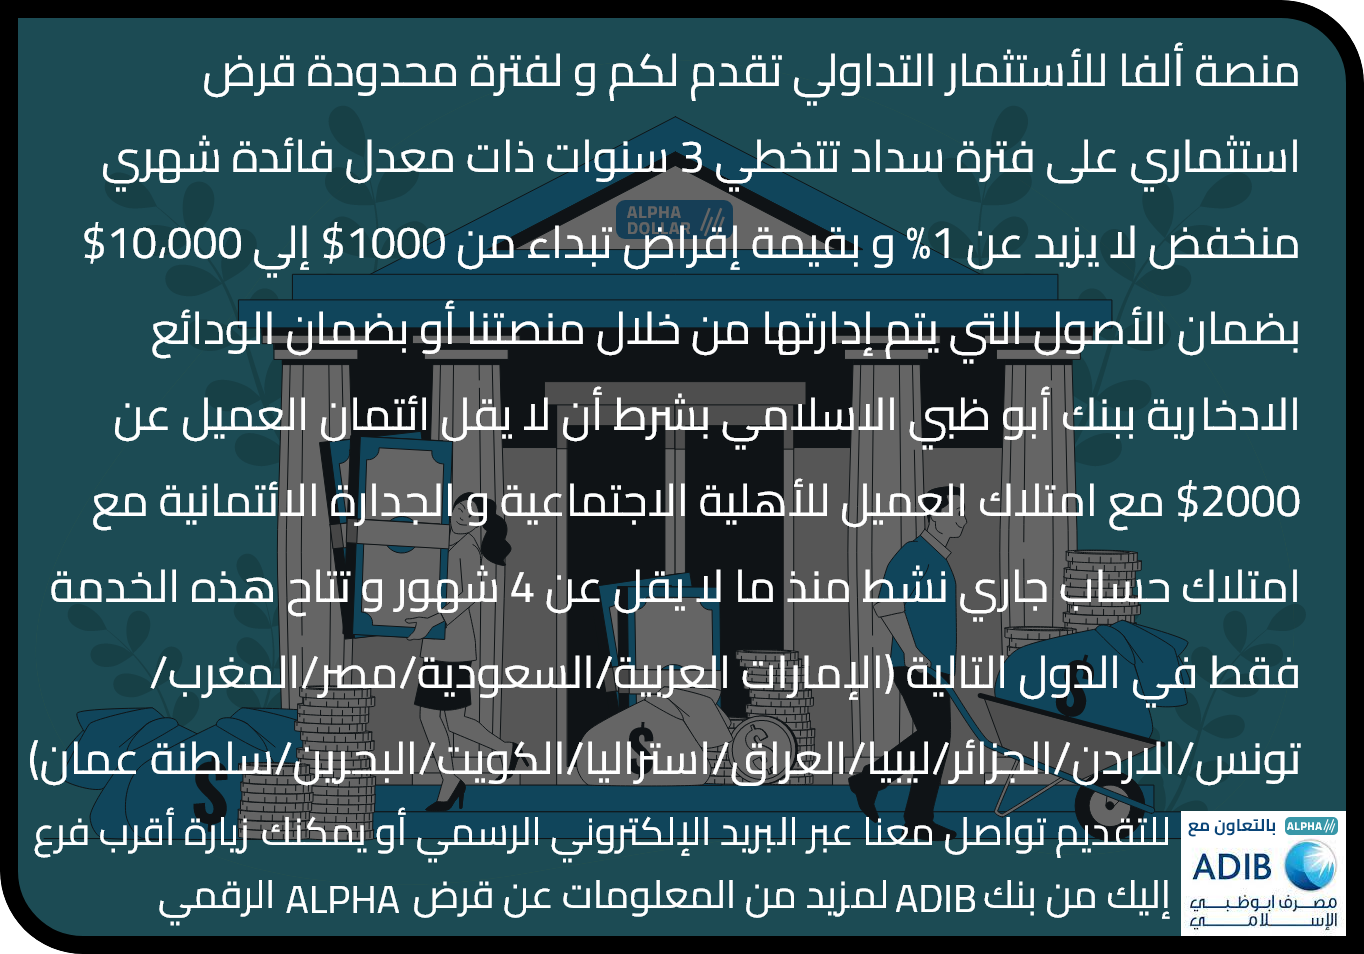 منصة ألفا للأستثمار التداولي تقدم لكم و لفترة محدودة قرض
استثماري على فترة سداد تتخطي 3 سنوات ذات معدل فائدة شهري
منخفض لا يزيد عن 1% و بقيمة إقراض تبداء من 1000$ إلي 10،000$
بضمان الأصول التي يتم إدارتها من خلال منصتنا أو بضمان الودائع
الادخارية ببنك أبو ظبي الاسلامي بشرط أن لا يقل ائتمان العميل عن
2000$ مع امتلاك العميل للأهلية الاجتماعية و الجدارة الائتمانية مع
امتلاك حساب جاري نشط منذ ما لا يقل عن 4 شهور و تتاح هذه الخدمة
فقط في الدول التالية (الإمارات العربية/السعودية/مصر/المغرب/
تونس/الاردن/الجزائر/ليبيا/العراق/استراليا/الكويت/البحرين/سلطنة عمان)
للتقديم تواصل معنا عبر البريد الإلكتروني الرسمي أو يمكنك زيارة أقرب فرع
إليك من بنك ADIB لمزيد من المعلومات عن قرض ALPHA الرقمي
ALPHA
DOLLAR
بالتعاون مع ALPHA
ADIB
مصرف ابوظبي
الإسلامي